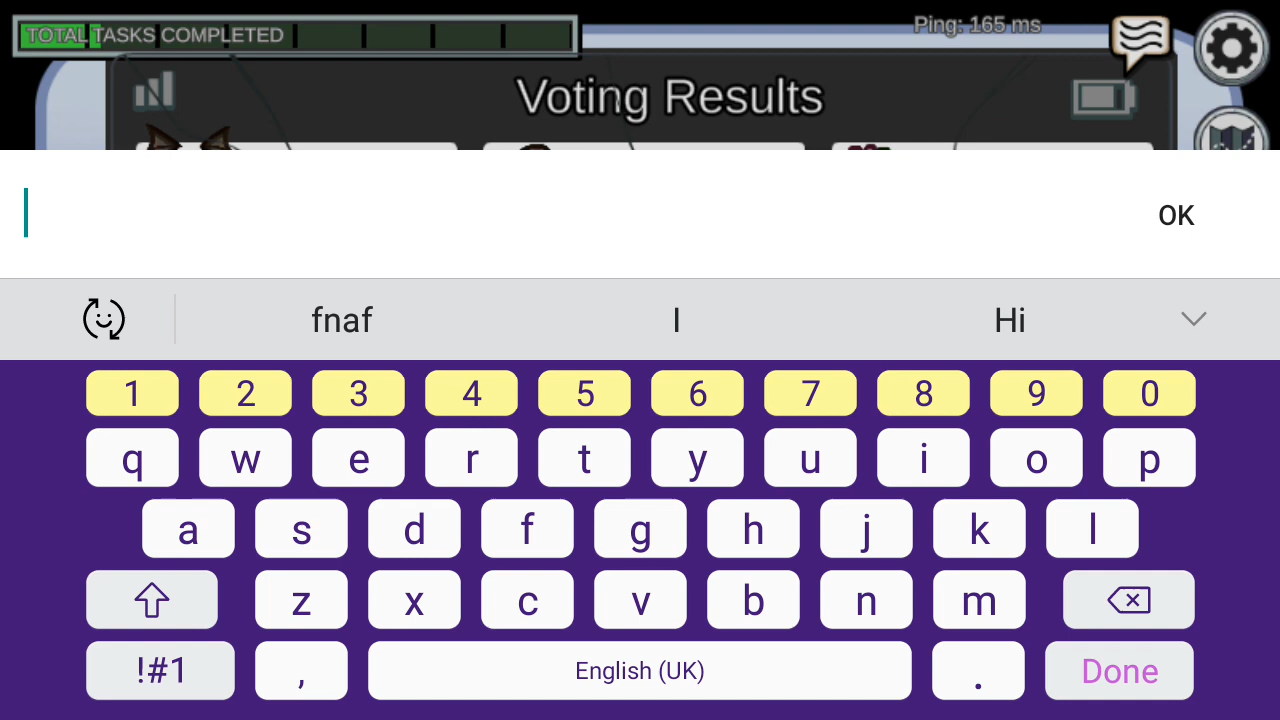 TOTAL TASKS COMPLETED
Ping: 165 ms
Voting Results
OK
fnaf I Hi
1 2 3 4 5 6 7 8 9 0
q w e r t y u i o p
a s d f g h j k l
z x c v b n m
!#1 , English (UK) . Done